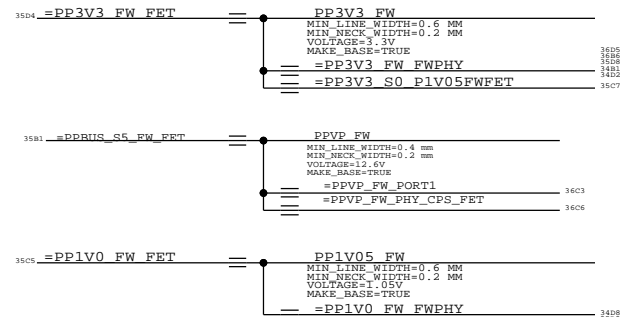 35D4 =PP3V3_FW_FET PP3V3_FW
MIN_LINE_WIDTH=0.6 MM
MIN_NECK_WIDTH=0.2 MM
VOLTAGE=3.3V
MAKE_BASE=TRUE
36D5
36B6
35D8
=PP3V3_FW_FWPHY 34B1
34D2
=PP3V3_S0_P1V05FWFET 35C7
35B1 =PPBUS_S5_FW_FET PPVP_FW
MIN_LINE_WIDTH=0.4 mm
MIN_NECK_WIDTH=0.2 mm
VOLTAGE=12.6V
MAKE_BASE=TRUE
=PPVP_FW_PORT1 36C3
=PPVP_FW_PHY_CPS_FET 36C6
35C5 =PP1V0_FW_FET PP1V05_FW
MIN_LINE_WIDTH=0.6 MM
MIN_NECK_WIDTH=0.2 MM
VOLTAGE=1.05V
MAKE_BASE=TRUE
=PP1V0_FW_FWPHY 34D8